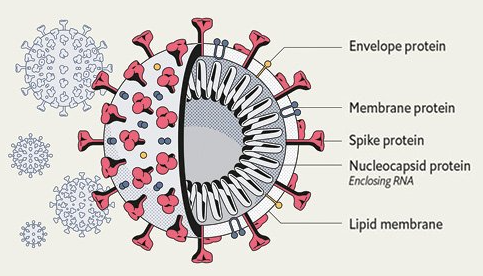 Envelope protein
Membrane protein
Spike protein
Nucleocapsid protein
Enclosing RNA
Lipid membrane